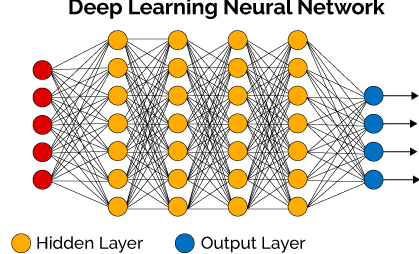 Deep Learning Neural Network
Hidden Layer
Output Layer